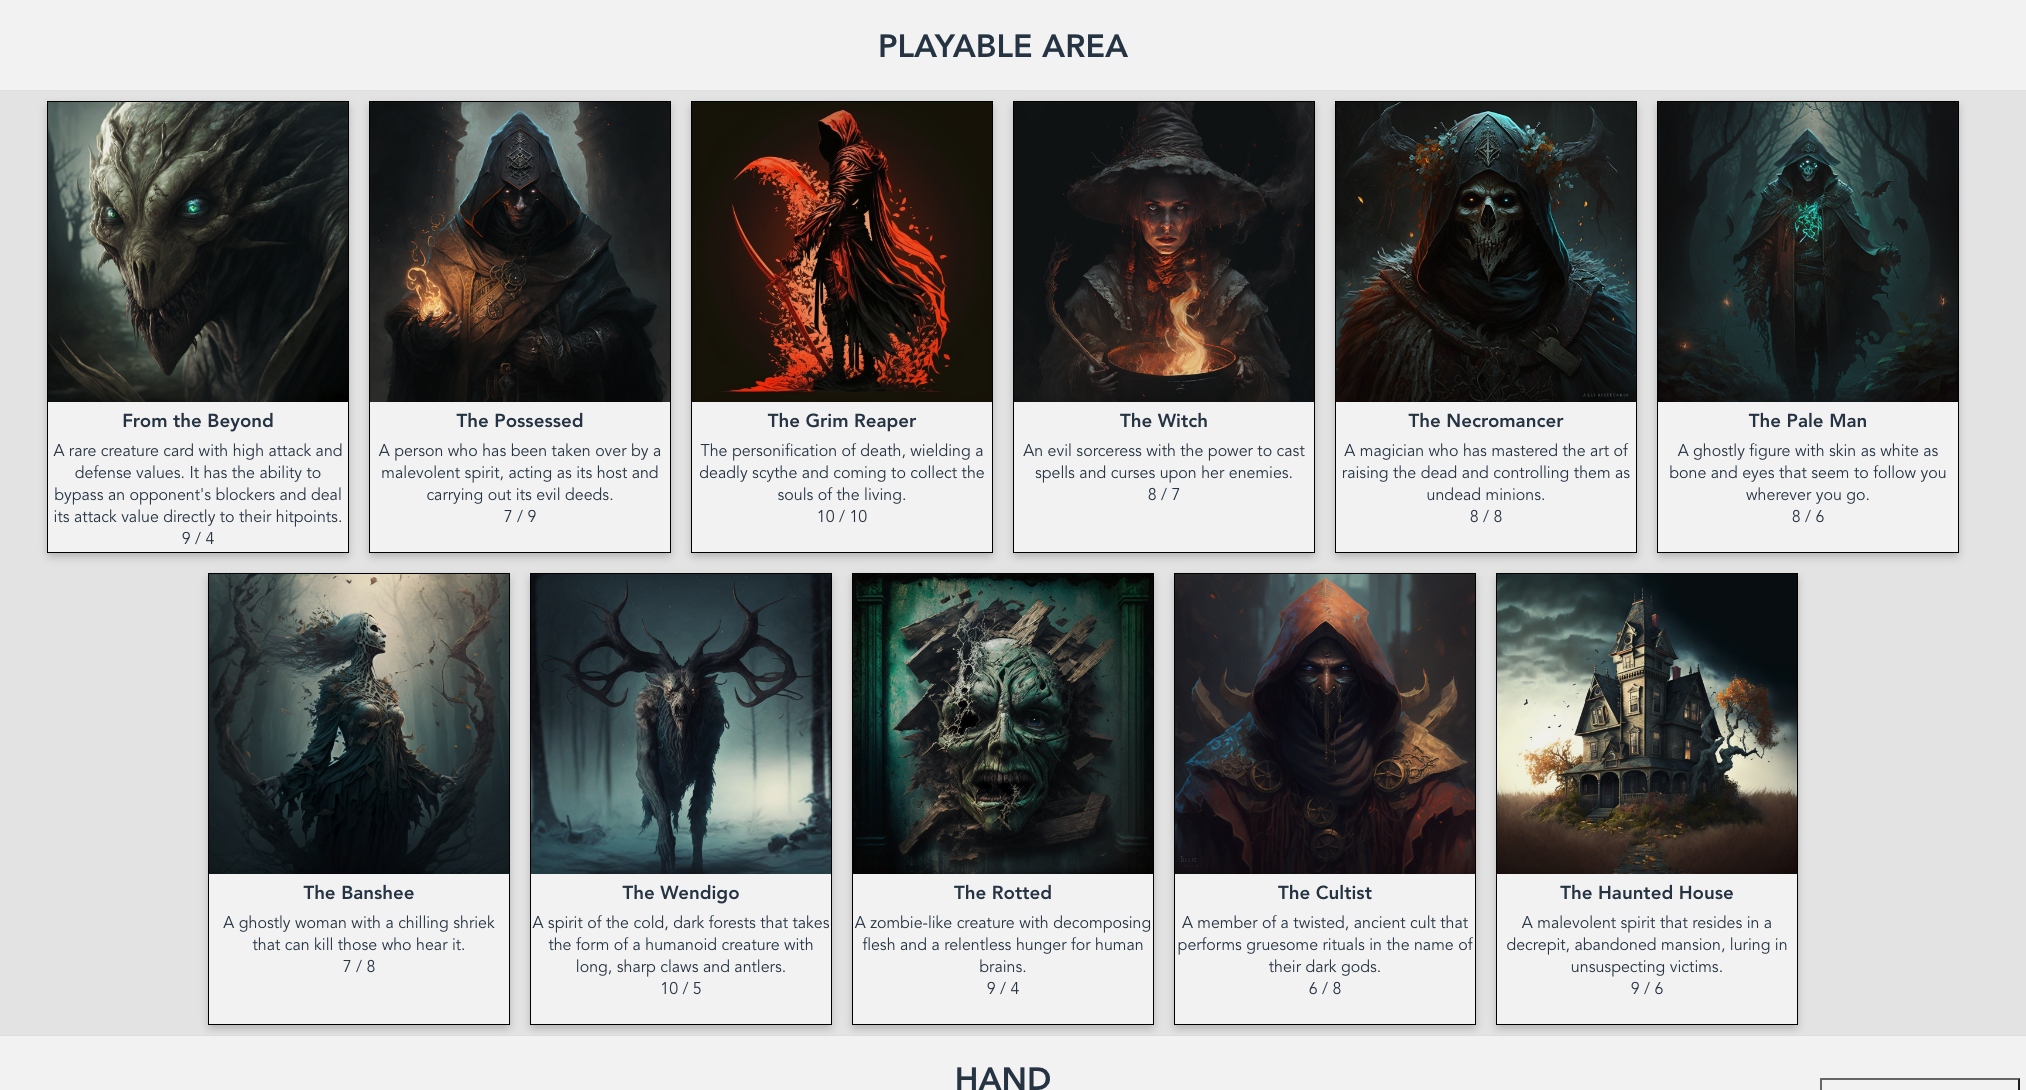 PLAYABLE AREA
From the Beyond
A rare creature card with high attack and
defense values. It has the ability to
bypass an opponent's blockers and deal
its attack value directly to their hitpoints.
9 / 4
The Possessed
A person who has been taken over by a
malevolent spirit, acting as its host and
carrying out its evil deeds.
7 / 9
The Grim Reaper
The personification of death, wielding a
deadly scythe and coming to collect the
souls of the living.
10 / 10
The Witch
An evil sorceress with the power to cast
spells and curses upon her enemies.
8 / 7
The Necromancer
A magician who has mastered the art of
raising the dead and controlling them as
undead minions.
8 / 8
The Pale Man
A ghostly figure with skin as white as
bone and eyes that seem to follow you
wherever you go.
8 / 6
The Banshee
A ghostly woman with a chilling shriek
that can kill those who hear it.
7 / 8
The Wendigo
A spirit of the cold, dark forests that takes
the form of a humanoid creature with
long, sharp claws and antlers.
10 / 5
The Rotted
A zombie-like creature with decomposing
flesh and a relentless hunger for human
brains.
9 / 4
The Cultist
A member of a twisted, ancient cult that
performs gruesome rituals in the name of
their dark gods.
6 / 8
The Haunted House
A malevolent spirit that resides in a
decrepit, abandoned mansion, luring in
unsuspecting victims.
9 / 6
HAND